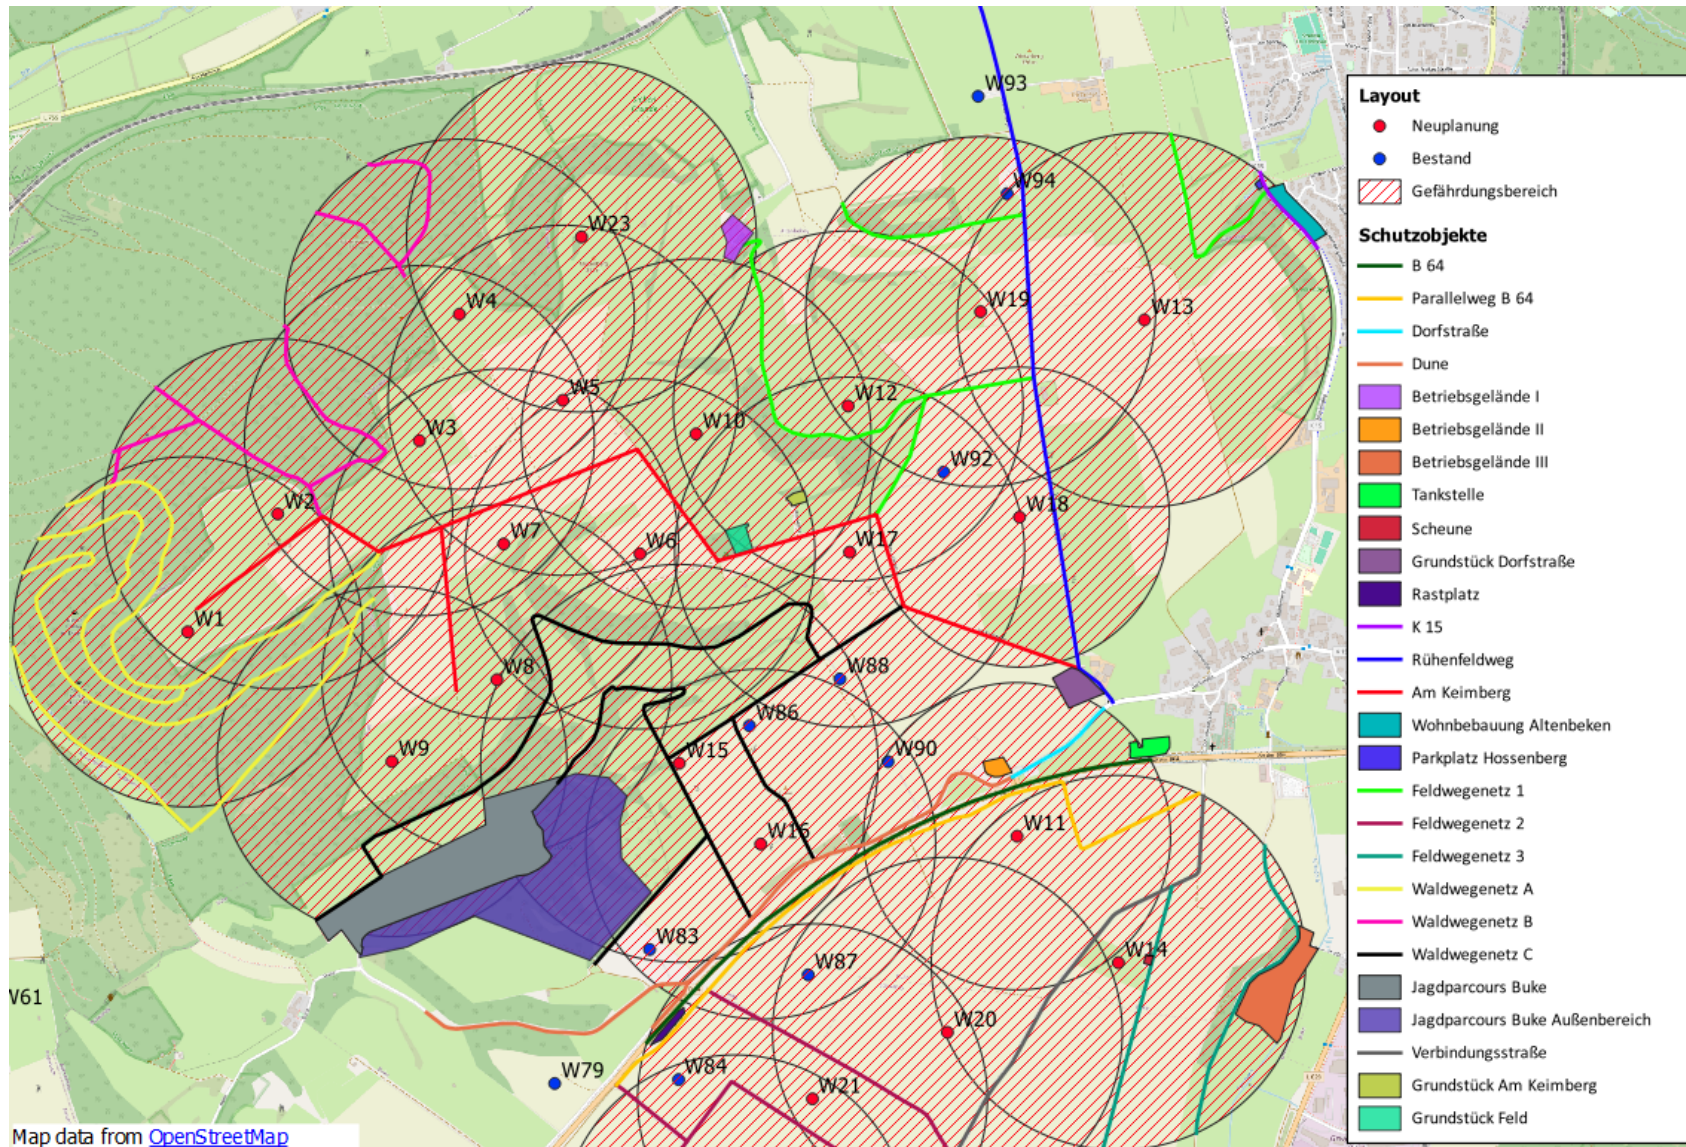 W93
W94
W23
W4
W19
W13
W5
W12
W3
W10
W92
W2
W18
W7
W6
W17
W1
W8
W88
W86
W9
W15
W90
W11
W16
W83
W87
W14
W61
W20
W79
W84
W21
Layout
Neuplanung
Bestand
Gefährdungsbereich
Schutzobjekte
B 64
Parallelweg B 64
Dorfstraße
Dune
Betriebsgelände I
Betriebsgelände II
Betriebsgelände III
Tankstelle
Scheune
Grundstück Dorfstraße
Rastplatz
K 15
Rühenfeldweg
Am Keimberg
Wohnbebauung Altenbeken
Parkplatz Hossenberg
Feldwegenetz 1
Feldwegenetz 2
Feldwegenetz 3
Waldwegenetz A
Waldwegenetz B
Waldwegenetz C
Jagdparcours Buke
Jagdparcours Buke Außenbereich
Verbindungsstraße
Grundstück Am Keimberg
Grundstück Feld
Map data from OpenStreetMap